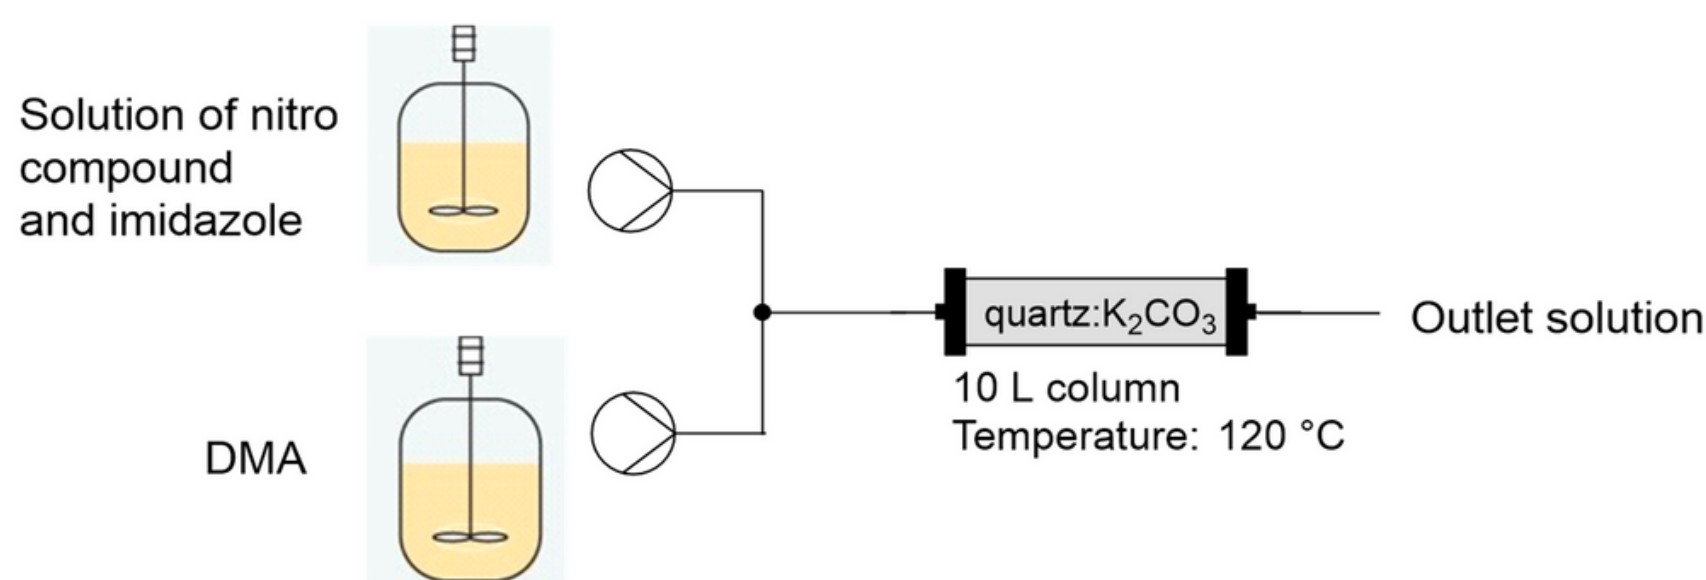 Solution of nitro
compound
and imidazole
quartz:K₂CO₃
Outlet solution
10 L column
Temperature: 120 °C
DMA